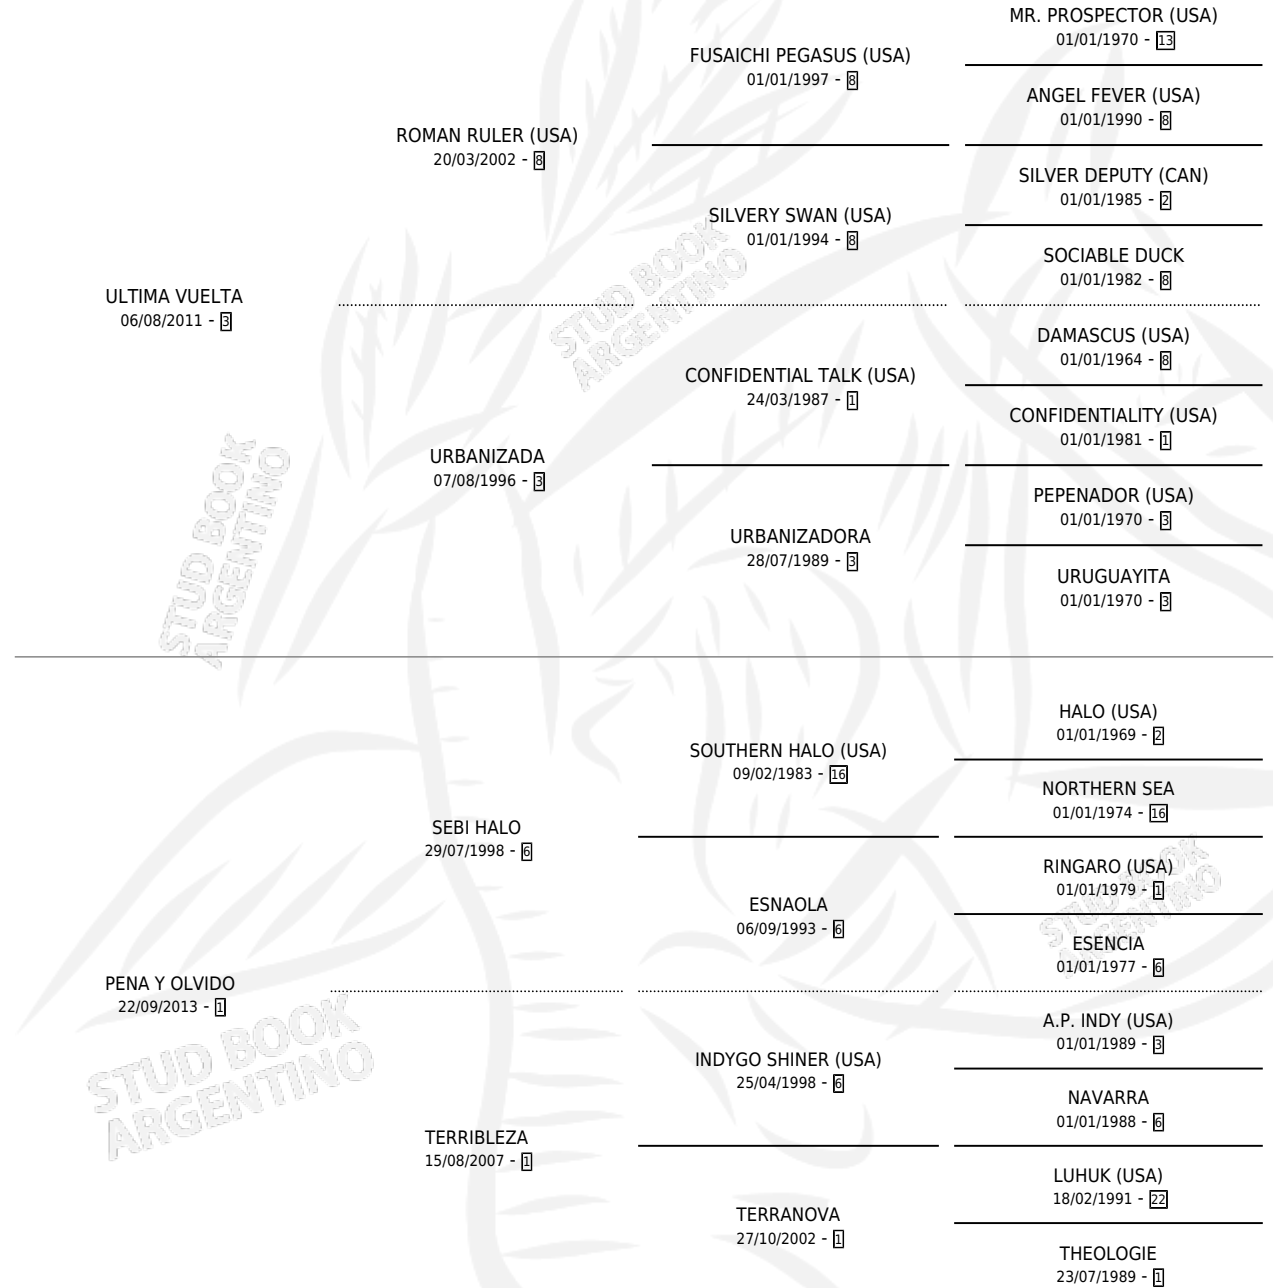 MR. PROSPECTOR (USA)
01/01/1970 - 13
FUSAICHI PEGASUS (USA)
01/01/1997 - 8
ANGEL FEVER (USA)
01/01/1990 - 8
ROMAN RULER (USA)
20/03/2002 - 8
SILVER DEPUTY (CAN)
01/01/1985 - 2
SILVERY SWAN (USA)
01/01/1994 - 8
SOCIABLE DUCK
01/01/1982 - 8
ULTIMA VUELTA
06/08/2011 - 3
STUD BOOK
ARGENTINO
DAMASCUS (USA)
01/01/1964 - 8
CONFIDENTIAL TALK (USA)
24/03/1987 - 1
CONFIDENTIALITY (USA)
01/01/1981 - 1
URBANIZADA
07/08/1996 - 3
PEPENADOR (USA)
01/01/1970 - 3
URBANIZADORA
28/07/1989 - 3
URUGUAYITA
01/01/1970 - 3
STUD BOOK
ARGENTINO
HALO (USA)
01/01/1969 - 2
SOUTHERN HALO (USA)
09/02/1983 - 16
NORTHERN SEA
01/01/1974 - 16
SEBI HALO
29/07/1998 - 6
RINGARO (USA)
01/01/1979 - 1
ESNAOLA
06/09/1993 - 6
STUD BOOK
ARGENTINO
ESENCIA
01/01/1977 - 6
PENA Y OLVIDO
22/09/2013 - 1
STUD BOOK
ARGENTINO
A.P. INDY (USA)
01/01/1989 - 3
INDYGO SHINER (USA)
25/04/1998 - 6
NAVARRA
01/01/1988 - 6
TERRIBLEZA
15/08/2007 - 1
LUHUK (USA)
18/02/1991 - 22
TERRANOVA
27/10/2002 - 1
THEOLOGIE
23/07/1989 - 1